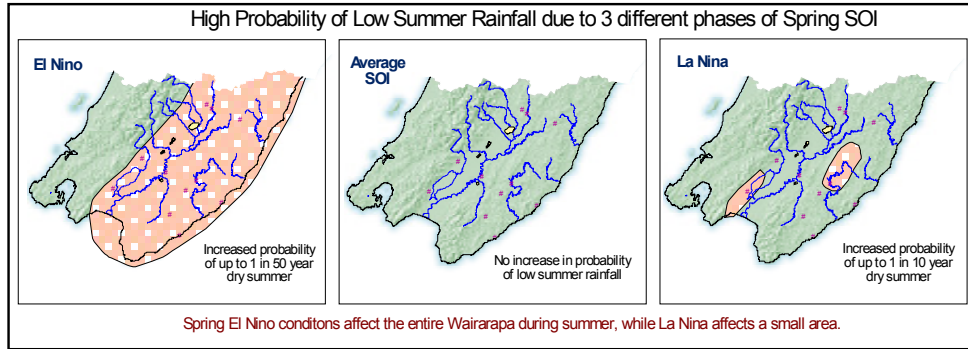 High Probability of Low Summer Rainfall due to 3 different phases of Spring SOI
El Nino
Increased probability
of up to 1 in 50 year
dry summer
Average
SOI
No increase in probability
of low summer rainfall
La Nina
Increased probability
of up to 1 in 10 year
dry summer
Spring El Nino conditons affect the entire Wairarapa during summer, while La Nina affects a small area.